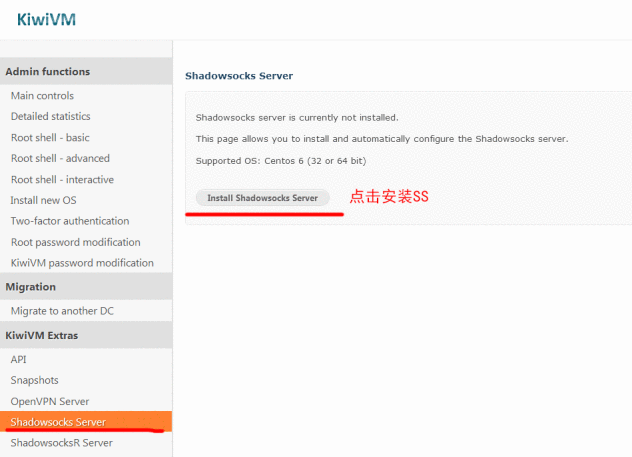 KiwiVM
Admin functions
Main controls
Detailed statistics
Root shell - basic
Root shell - advanced
Root shell - interactive
Install new OS
Two-factor authentication
Root password modification
KiwiVM password modification
Migration
Migrate to another DC
KiwiVM Extras
API
Snapshots
OpenVPN Server
Shadowsocks Server
ShadowsocksR Server
Shadowsocks Server
Shadowsocks server is currently not installed.
This page allows you to install and automatically configure the Shadowsocks server.
Supported OS: Centos 6 (32 or 64 bit)
Install Shadowsocks Server
点击安装SS